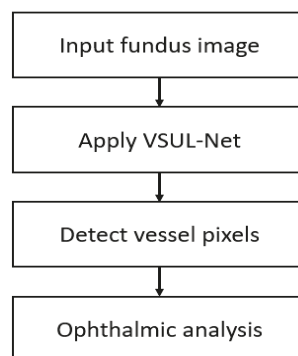 Input fundus image
Apply VSUL-Net
Detect vessel pixels
Ophthalmic analysis